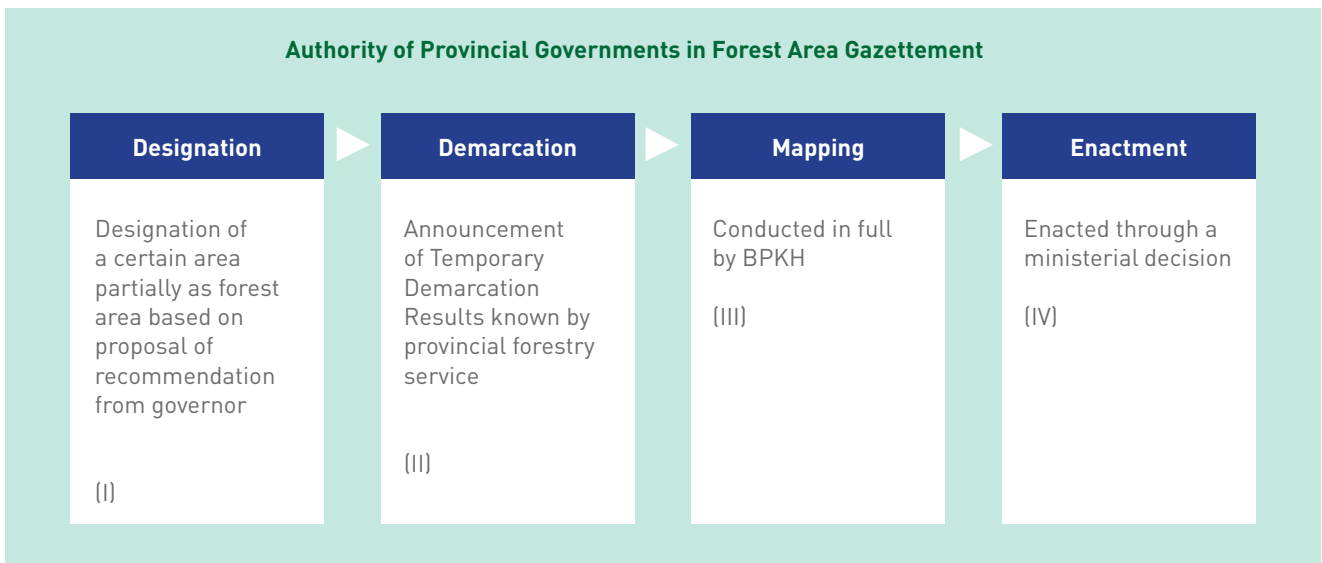 Authority of Provincial Governments in Forest Area Gazettement
Designation
Designation of
a certain area
partially as forest
area based on
proposal of
recommendation
from governor
(I)
Demarcation
Announcement
of Temporary
Demarcation
Results known by
provincial forestry
service
(II)
Mapping
Conducted in full
by BPKH
(III)
Enactment
Enacted through a
ministerial decision
(IV)